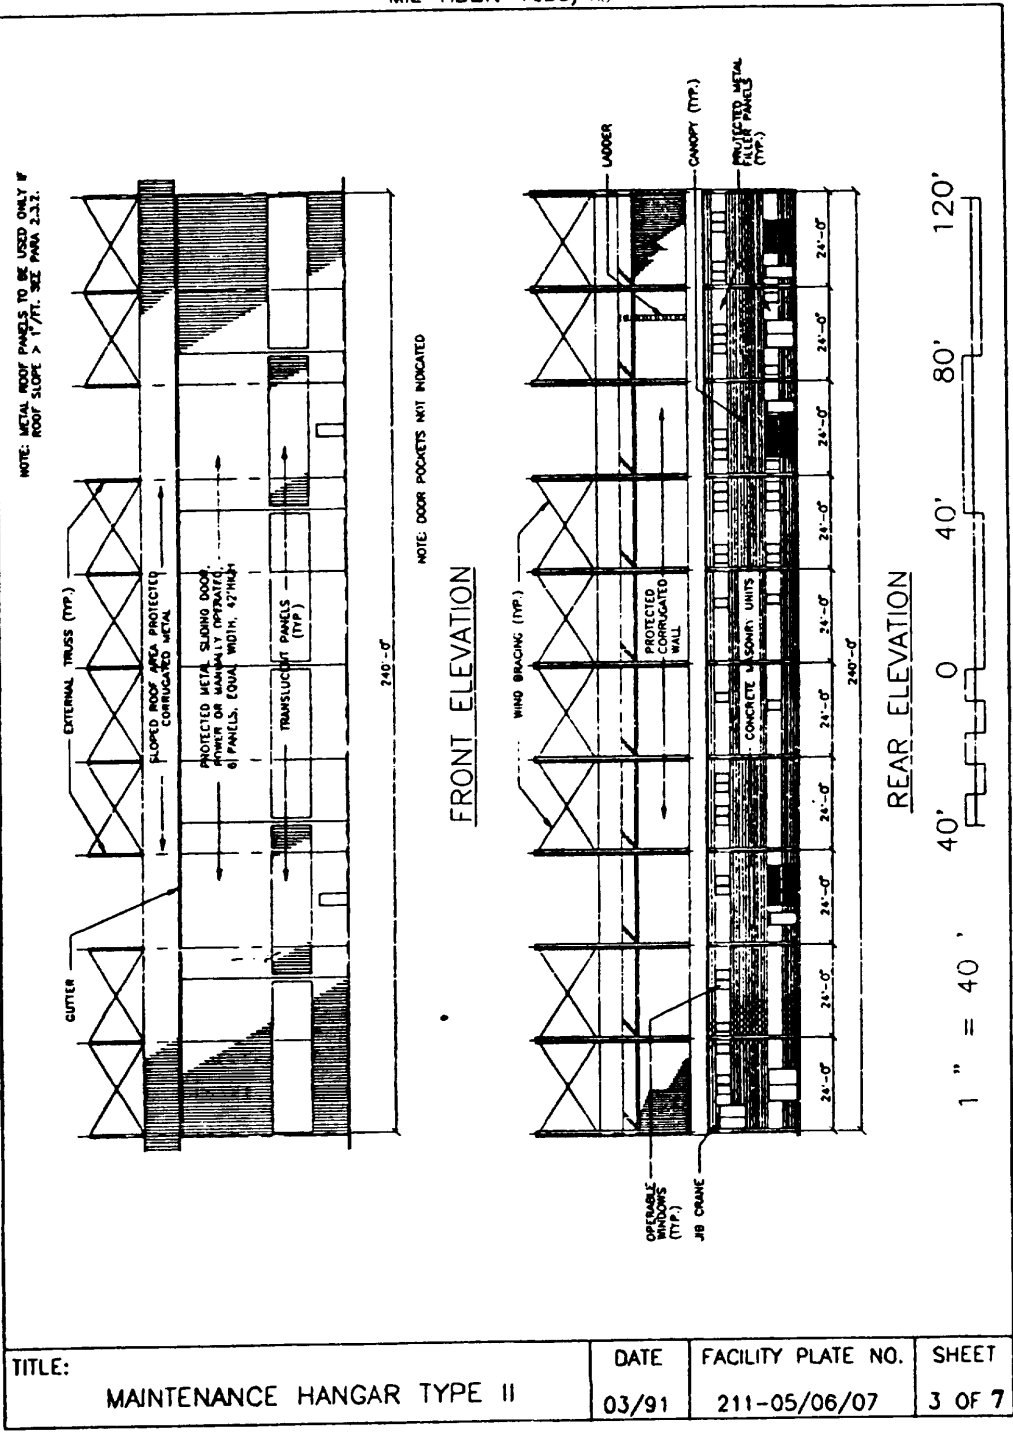 NOTE: METAL ROOF PANELS TO BE USED ONLY IF
ROOF SLOPE > 1"/FT. SEE PARA 2.3.2.
GUTTER
EXTERNAL TRUSS (TYP.)
SLOPED ROOF AREA PROTECTED
CORRUGATED METAL
PROTECTED METAL SLIDING DOOR,
POWER OR MANUALLY OPERATED,
6 PANELS, EQUAL WIDTH, 42'HIGH
TRANSLUCENT PANELS
(TYP.)
240'-0"
NOTE: DOOR POCKETS NOT INDICATED
FRONT ELEVATION
LADDER
CANOPY (TYP.)
PROTECTED METAL
FILLER PANELS
(TYP.)
WIND BRACING (TYP.)
PROTECTED
CORRUGATED
WALL
CONCRETE MASONRY UNITS
OPERABLE
WINDOWS
(TYP.)
JIB CRANE
24'-0" 24'-0" 24'-0" 24'-0" 24'-0" 24'-0" 24'-0" 24'-0" 24'-0" 24'-0"
240'-0"
REAR ELEVATION
1 " = 40 '
40' 0 40' 80' 120'
TITLE:
MAINTENANCE HANGAR TYPE II
DATE
03/91
FACILITY PLATE NO.
211-05/06/07
SHEET
3 OF 7